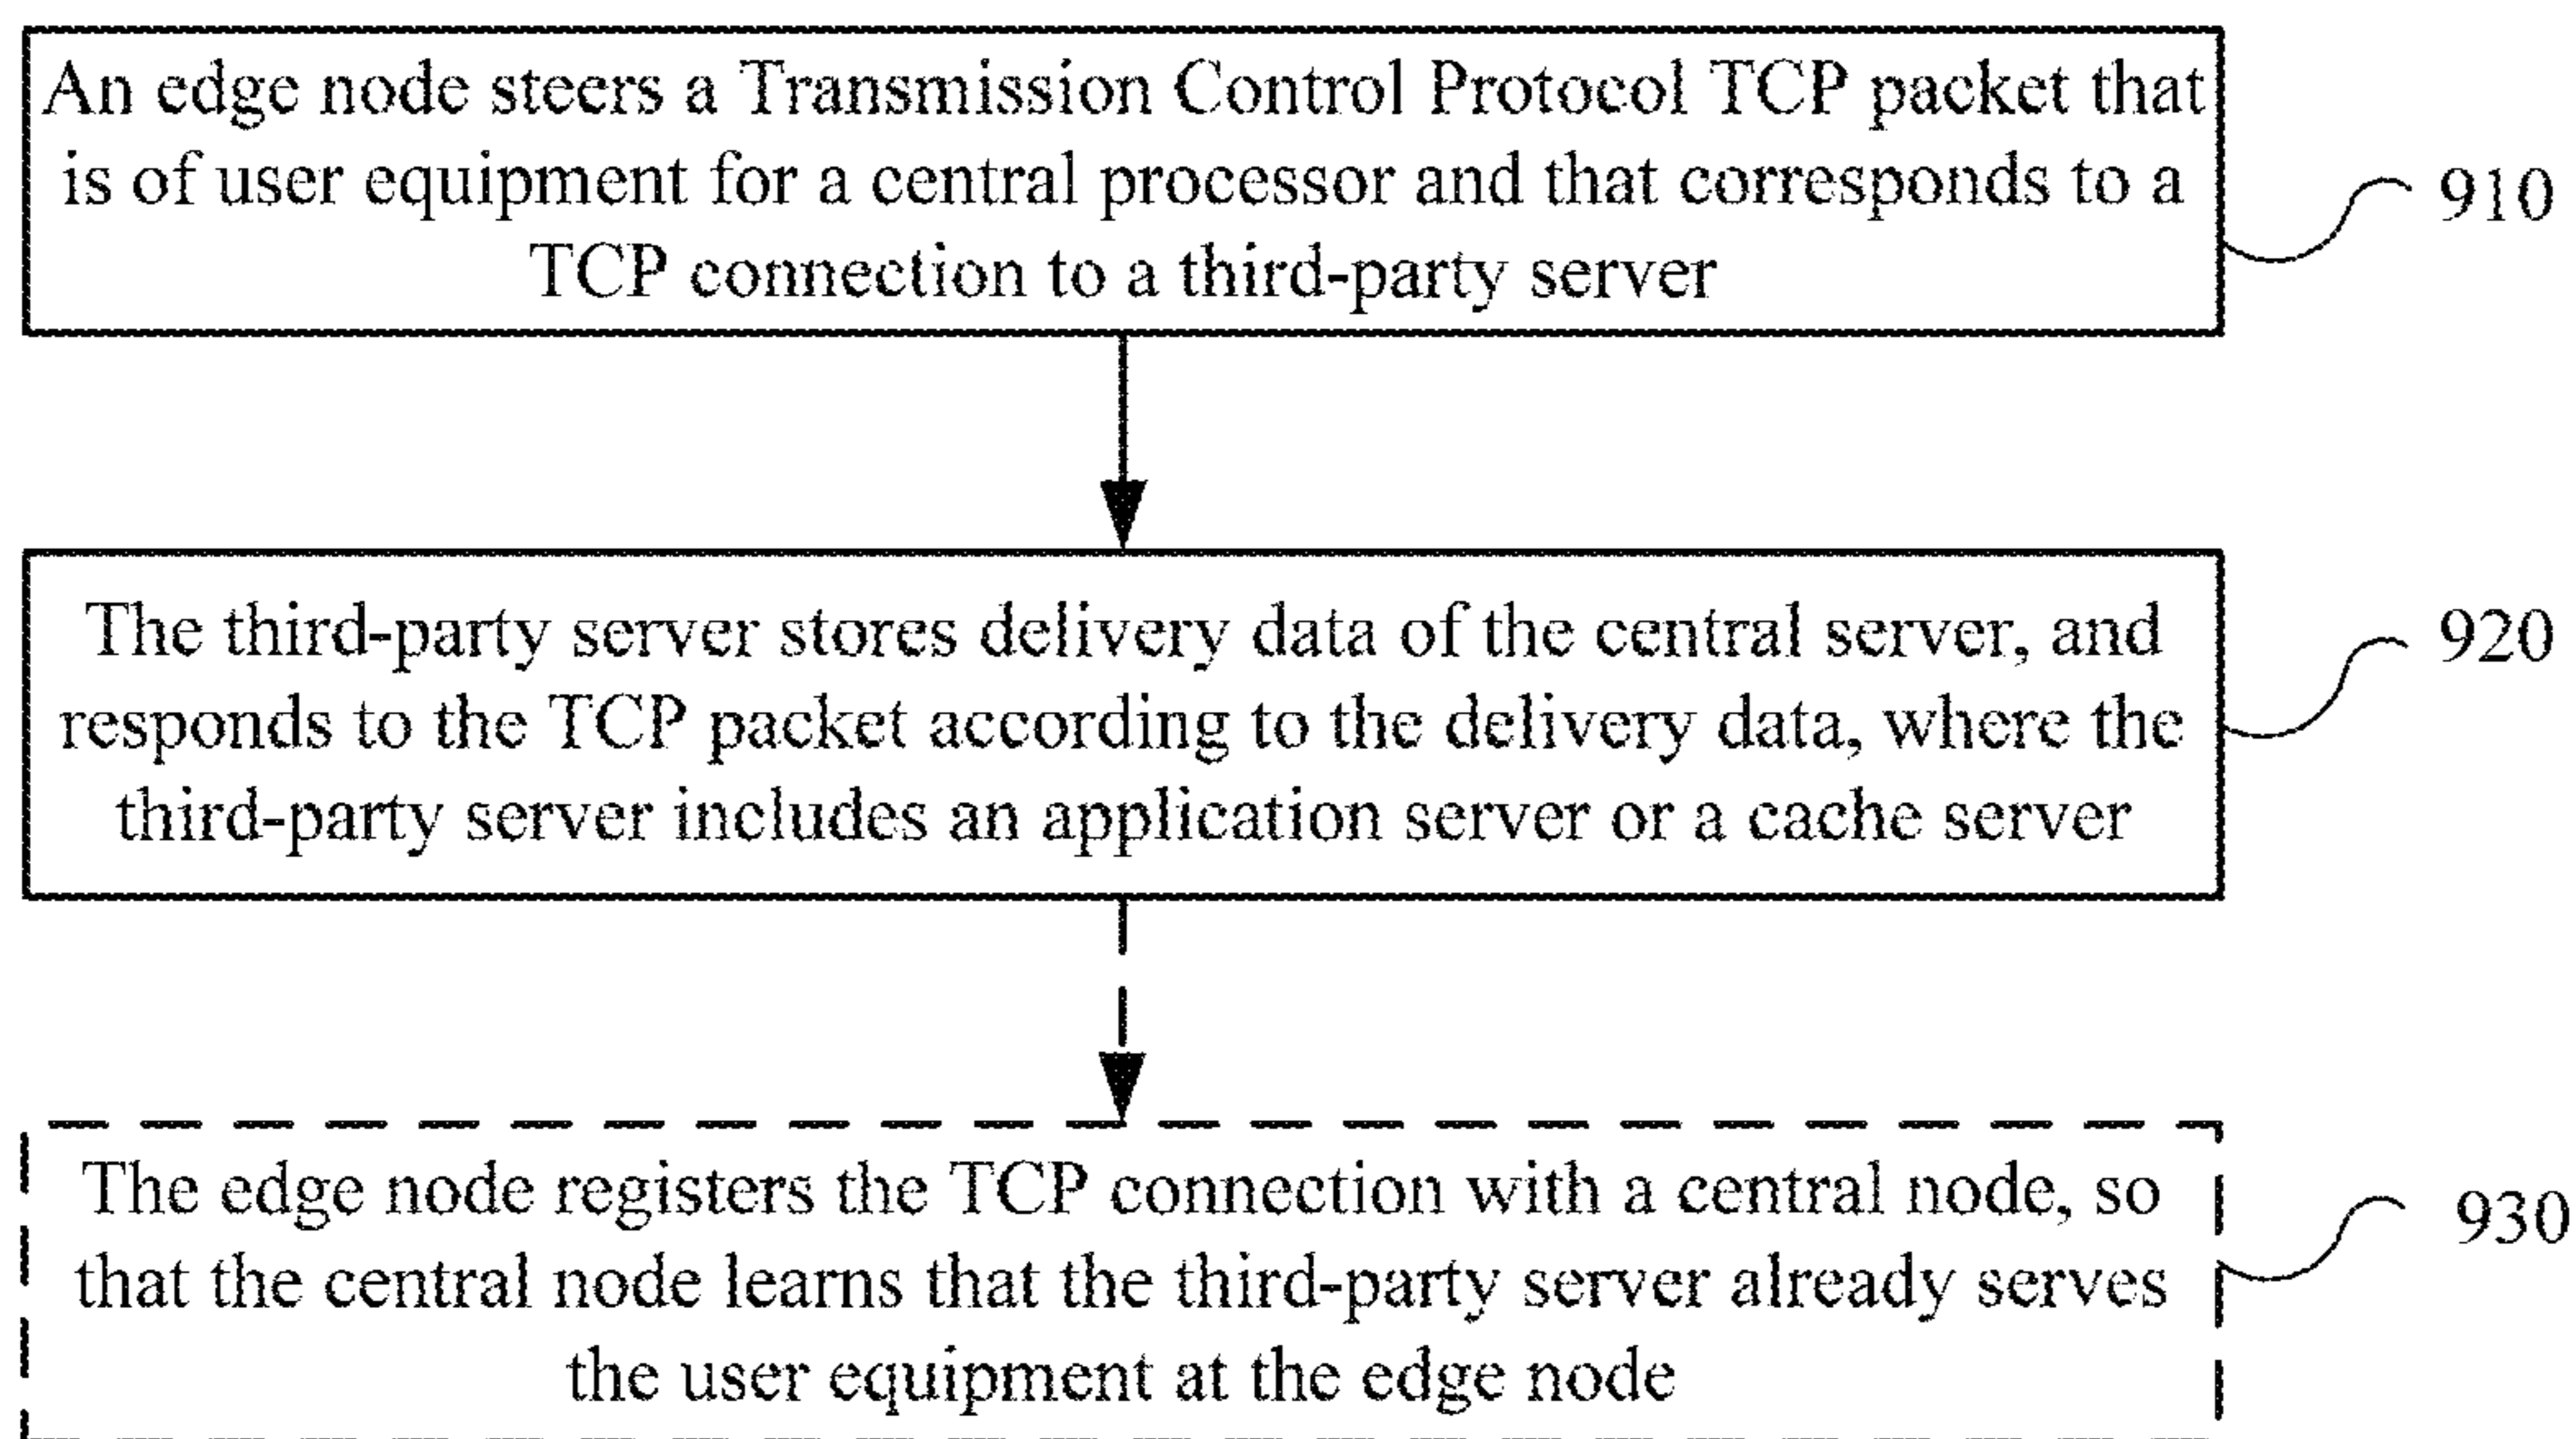 An edge node steers a Transmission Control Protocol TCP packet that
is of user equipment for a central processor and that corresponds to a
TCP connection to a third-party server
910
The third-party server stores delivery data of the central server, and
responds to the TCP packet according to the delivery data, where the
third-party server includes an application server or a cache server
920
The edge node registers the TCP connection with a central node, so
that the central node learns that the third-party server already serves
the user equipment at the edge node
930